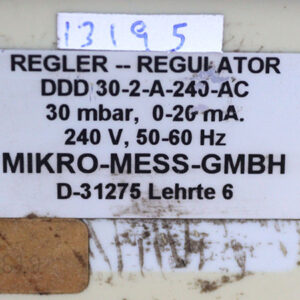 13195
REGLER -- REGULATOR
DDD 30-2-A-240-AC
30 mbar, 0-20 mA.
240 V, 50-60 Hz
MIKRO-MESS-GMBH
D-31275 Lehrte 6